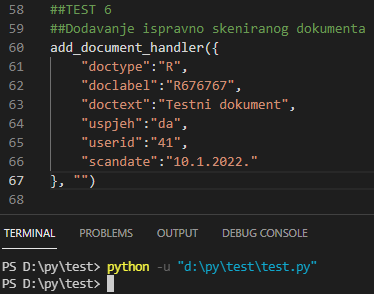 58 ##TEST 6
59 ##Dodavanje ispravno skeniranog dokumenta
60 add_document_handler({
61     "doctype":"R",
62     "doclabel":"R676767",
63     "doctext":"Testni dokument",
64     "uspjeh":"da",
65     "userid":"41",
66     "scandate":"10.1.2022."
67 }, "")
68
TERMINAL PROBLEMS OUTPUT DEBUG CONSOLE
PS D:\py\test> python -u "d:\py\test\test.py"
PS D:\py\test>